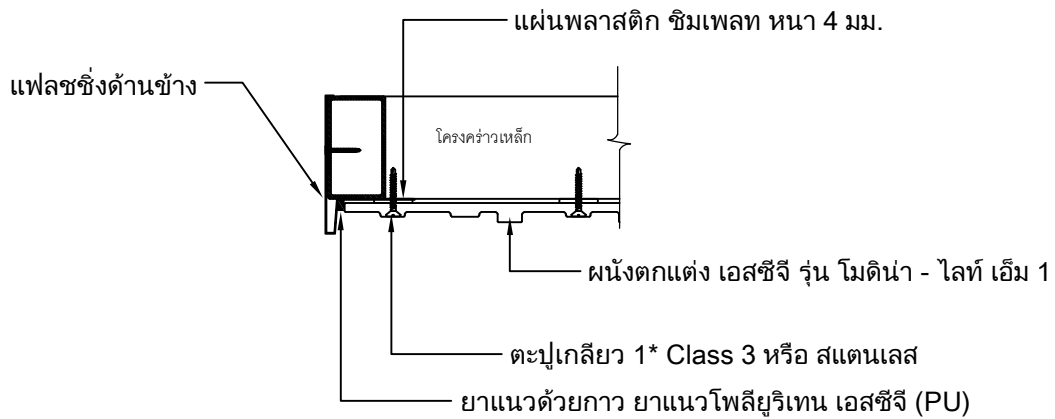 แผ่นพลาสติก ชิมเพลท หนา 4 มม.
แฟลชชิ่งด้านข้าง
โครงคร่าวเหล็ก
ผนังตกแต่ง เอสซีจี รุ่น โมดิน่า - ไลท์ เอ็ม 1
ตะปูเกลียว 1* Class 3 หรือ สแตนเลส
ยาแนวด้วยกาว ยาแนวโพลียูริเทน เอสซีจี (PU)